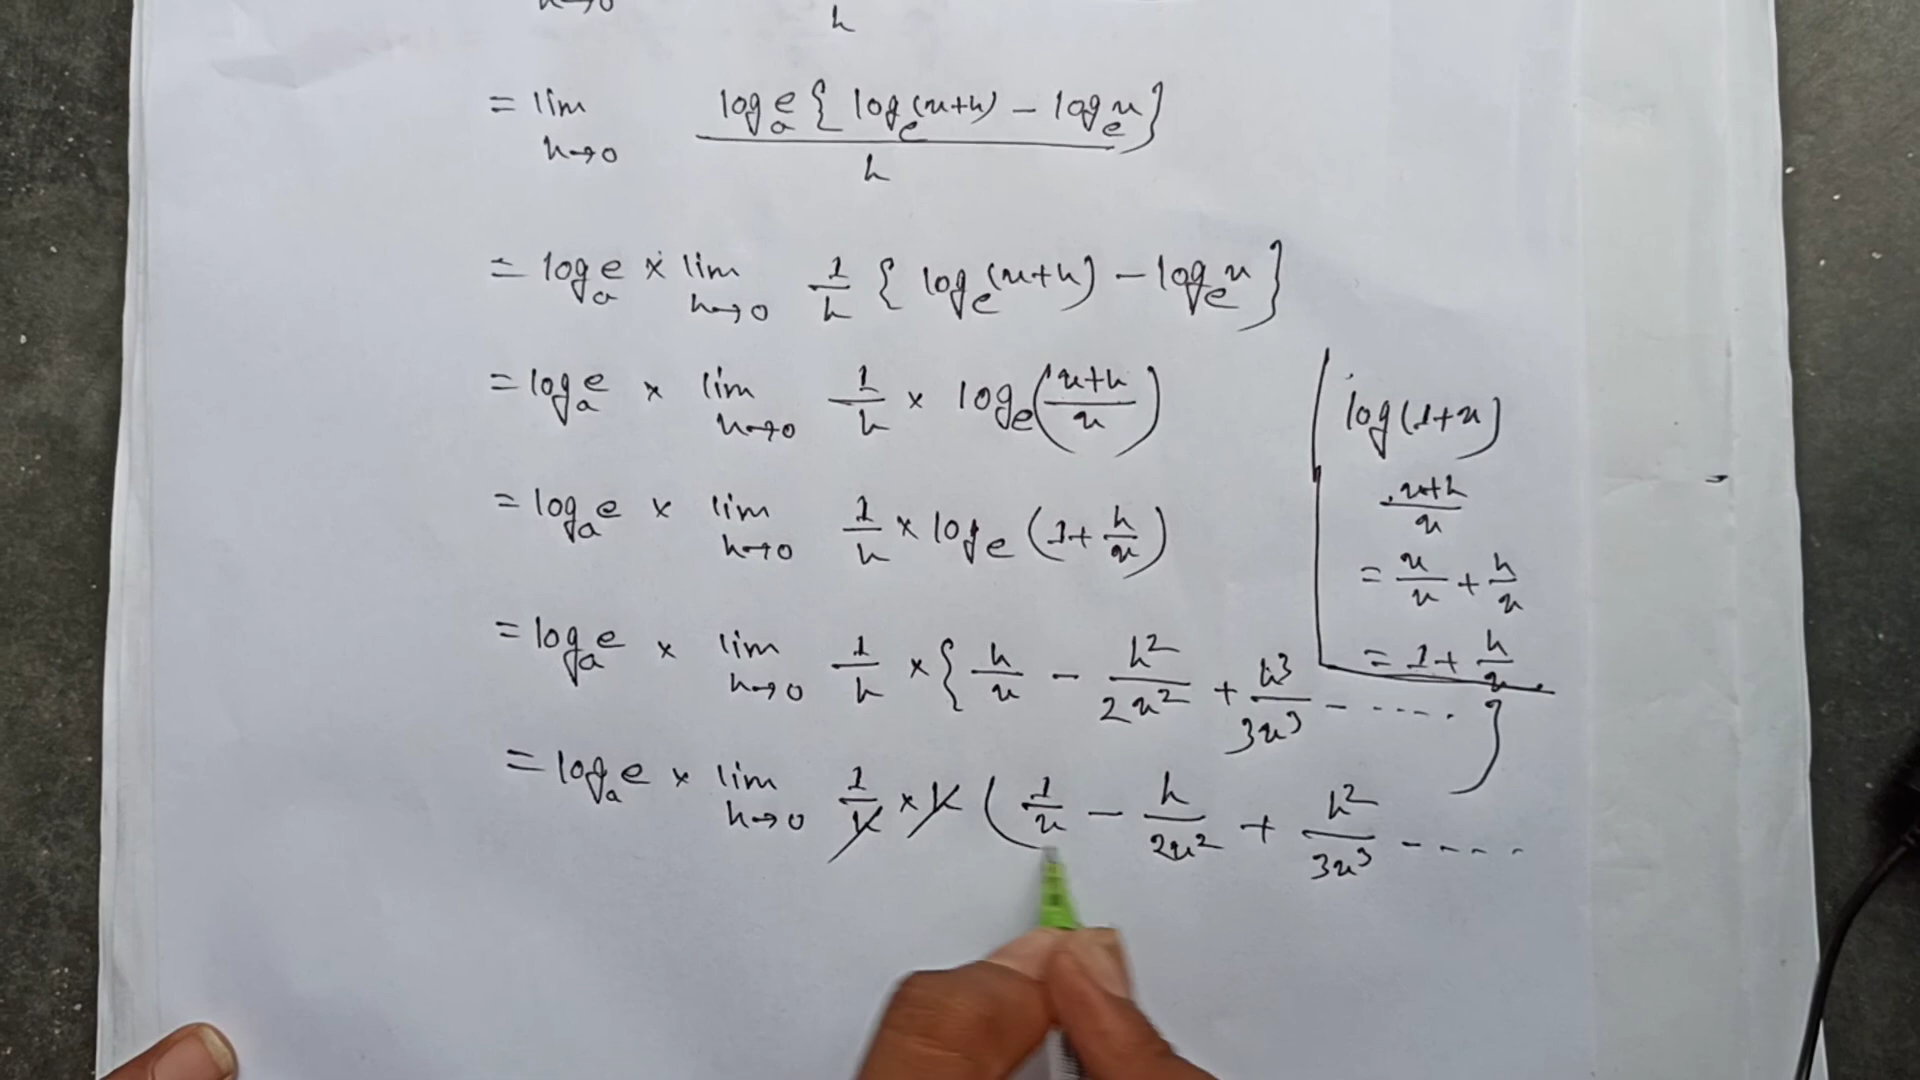 h→0 h
= lim h→0 log_a e { log_e (x+h) - log_e x } / h
= log_a e × lim h→0 1/h { log_e (x+h) - log_e x }
= log_a e × lim h→0 1/h × log_e ( x+h / x )
= log_a e × lim h→0 1/h × log_e ( 1 + h/x )
= log_a e × lim h→0 1/h × { h/x - h²/2x² + h³/3x³ - ..... }
= log_a e × lim h→0 1/h × h ( 1/x - h/2x² + h²/3x³ - - - -
log (1+x)
x+h / x
= x/x + h/x
= 1 + h/x